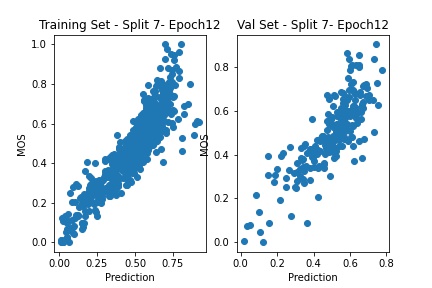 Training Set - Split 7- Epoch12
1.0
0.8
0.6
0.4
0.2
0.0
MOS
0.00 0.25 0.50 0.75
Prediction
Val Set - Split 7- Epoch12
0.8
0.6
0.4
0.2
0.0
MOS
0.0 0.2 0.4 0.6 0.8
Prediction